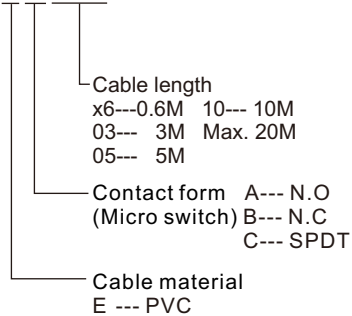 Cable length
x6---0.6M 10--- 10M
03--- 3M Max. 20M
05--- 5M
Contact form A--- N.O
(Micro switch) B--- N.C
C--- SPDT
Cable material
E --- PVC